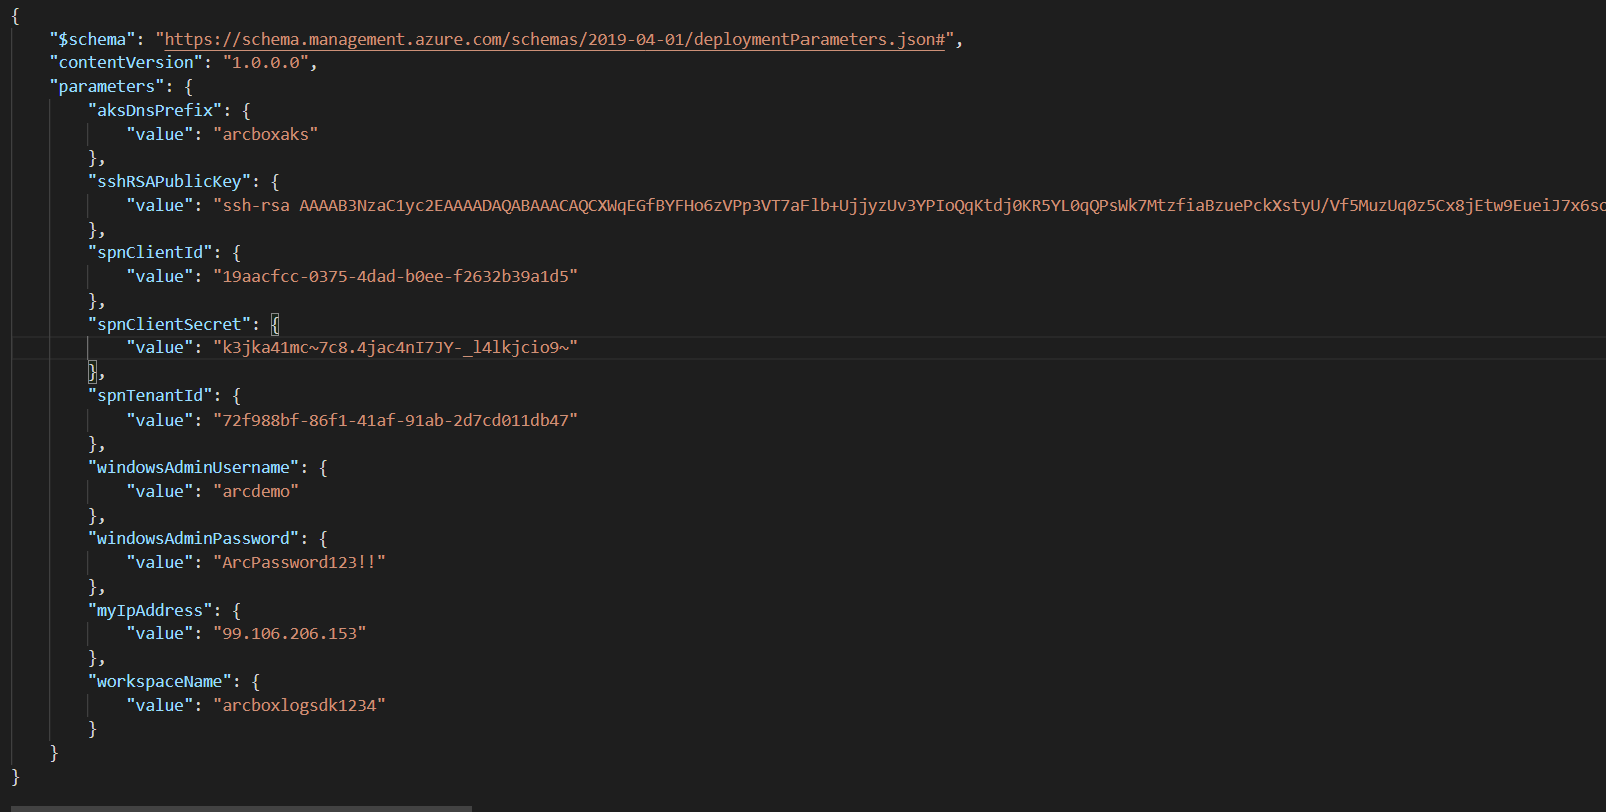 {
"$schema": "https://schema.management.azure.com/schemas/2019-04-01/deploymentParameters.json#",
"contentVersion": "1.0.0.0",
"parameters": {
"aksDnsPrefix": {
"value": "arcboxaks"
},
"sshRSAPublicKey": {
"value": "ssh-rsa AAAAB3NzaC1yc2EAAAADAQABAAACAQCXWqEGfBYFHo6zVPp3VT7aFlb+UjjyzUv3YPIoQqKtdj0KR5YL0qQPsWk7MtzfiaBzuePckXstyU/Vf5MuzUq0z5Cx8jEtw9EueiJ7x6so
},
"spnClientId": {
"value": "19aacfcc-0375-4dad-b0ee-f2632b39a1d5"
},
"spnClientSecret": {
"value": "k3jka41mc~7c8.4jac4nI7JY-_l4lkjcio9~"
},
"spnTenantId": {
"value": "72f988bf-86f1-41af-91ab-2d7cd011db47"
},
"windowsAdminUsername": {
"value": "arcdemo"
},
"windowsAdminPassword": {
"value": "ArcPassword123!!"
},
"myIpAddress": {
"value": "99.106.206.153"
},
"workspaceName": {
"value": "arcboxlogsdk1234"
}
}
}